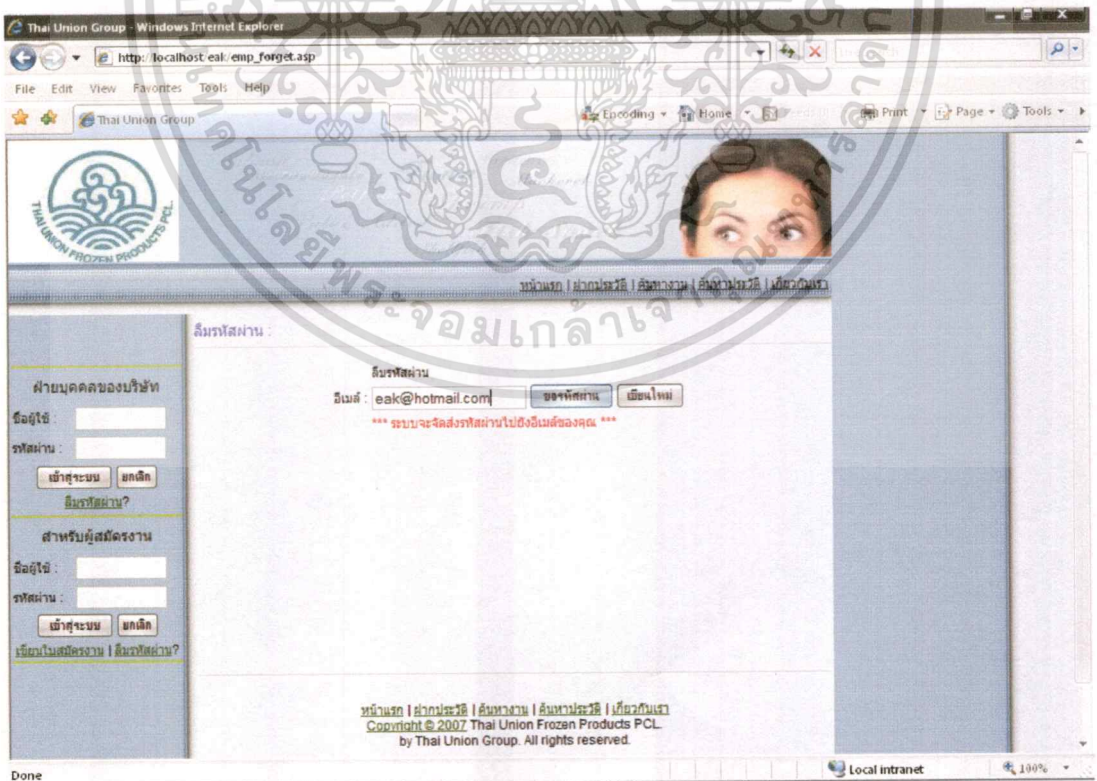 Thai Union Group - Windows Internet Explorer
http://localhost/eak/emp_forget.asp
File Edit View Favorites Tools Help
Thai Union Group
Encoding Home Print Page Tools
THAI UNION FROZEN PRODUCTS PCL.
หน้าแรก | ฝากประวัติ | ค้นหางาน | ค้นหาประวัติ | เกี่ยวกับเรา
ลืมรหัสผ่าน :
ลืมรหัสผ่าน
อีเมล์ : eak@hotmail.com ขอรหัสผ่าน เขียนใหม่
*** ระบบจะจัดส่งรหัสผ่านไปยังอีเมล์ของคุณ ***
ฝ่ายบุคคลของบริษัท
ชื่อผู้ใช้ :
รหัสผ่าน :
เข้าสู่ระบบ ยกเลิก
ลืมรหัสผ่าน?
สำหรับผู้สมัครงาน
ชื่อผู้ใช้ :
รหัสผ่าน :
เข้าสู่ระบบ ยกเลิก
เขียนใบสมัครงาน | ลืมรหัสผ่าน?
หน้าแรก | ฝากประวัติ | ค้นหางาน | ค้นหาประวัติ | เกี่ยวกับเรา
Copyright © 2007 Thai Union Frozen Products PCL.
by Thai Union Group. All rights reserved.
Done Local intranet 100%